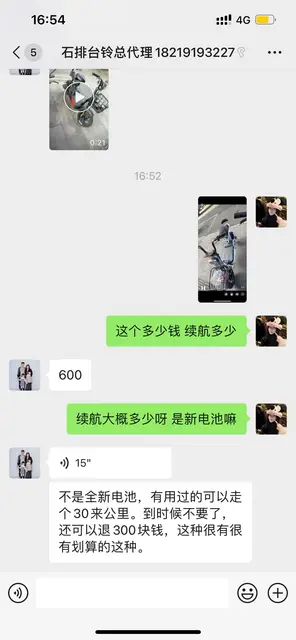 16:54
4G
5
石排台铃总代理18219193227
0:21
16:52
这个多少钱 续航多少
600
续航大概多少呀 是新电池嘛
15"
不是全新电池，有用过的可以走
个30来公里。到时候不要了，
还可以退300块钱，这种很有很
有划算的这种。